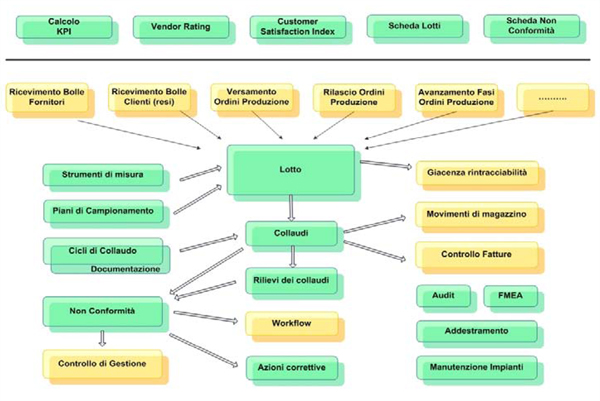 Calcolo
KPI
Vendor Rating
Customer
Satisfaction Index
Scheda Lotti
Scheda Non
Conformità
Ricevimento Bolle
Fornitori
Ricevimento Bolle
Clienti (resi)
Versamento
Ordini Produzione
Rilascio Ordini
Produzione
Avanzamento Fasi
Ordini Produzione
..........
Strumenti di misura
Lotto
Giacenza rintracciabilità
Piani di Campionamento
Movimenti di magazzino
Collaudi
Cicli di Collaudo
Documentazione
Controllo Fatture
Rilievi dei collaudi
Audit
FMEA
Non Conformità
Workflow
Addestramento
Controllo di Gestione
Azioni correttive
Manutenzione Impianti